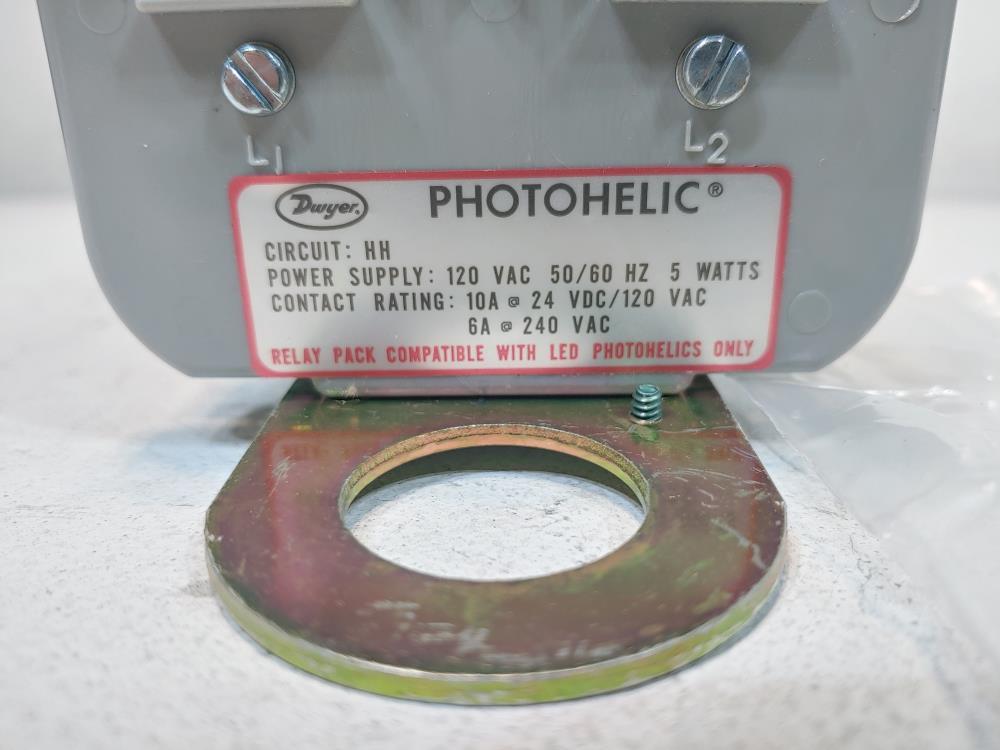 L1 L2
Dwyer. PHOTOHELIC®
CIRCUIT: HH
POWER SUPPLY: 120 VAC 50/60 HZ 5 WATTS
CONTACT RATING: 10A @ 24 VDC/120 VAC
6A @ 240 VAC
RELAY PACK COMPATIBLE WITH LED PHOTOHELICS ONLY